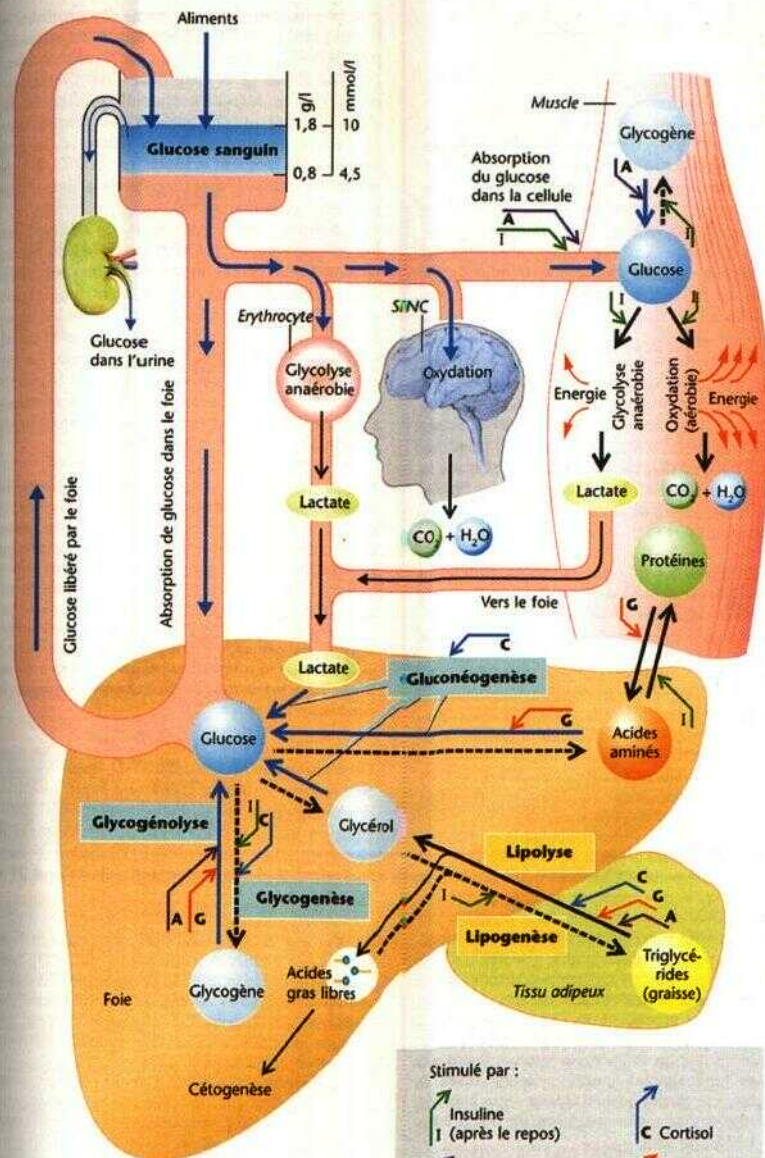 Aliments
g/l
mmol/l
1,8
10
Glucose sanguin
0,8
4,5
Muscle
Glycogène
A
I
Absorption
du glucose
dans la cellule
A
I
Glucose
I
I
Glucose
dans l'urine
Erythrocyte
Glycolyse
anaérobie
SNC
Oxydation
Energie
Glycolyse
anaérobie
Oxydation
(aérobie)
Energie
Glucose libéré par le foie
Absorption de glucose dans le foie
Lactate
CO₂ + H₂O
Lactate
CO₂ + H₂O
Protéines
Vers le foie
G
Lactate
C
Gluconéogenèse
I
G
Glucose
Acides
aminés
Glycogénolyse
I
C
Glycérol
Lipolyse
Glycogenèse
A
G
I
C
G
A
Lipogenèse
Triglycé-
rides
(graisse)
Foie
Glycogène
Acides
gras libres
Tissu adipeux
Cétogenèse
Stimulé par :
Insuline
I (après le repos)
C Cortisol